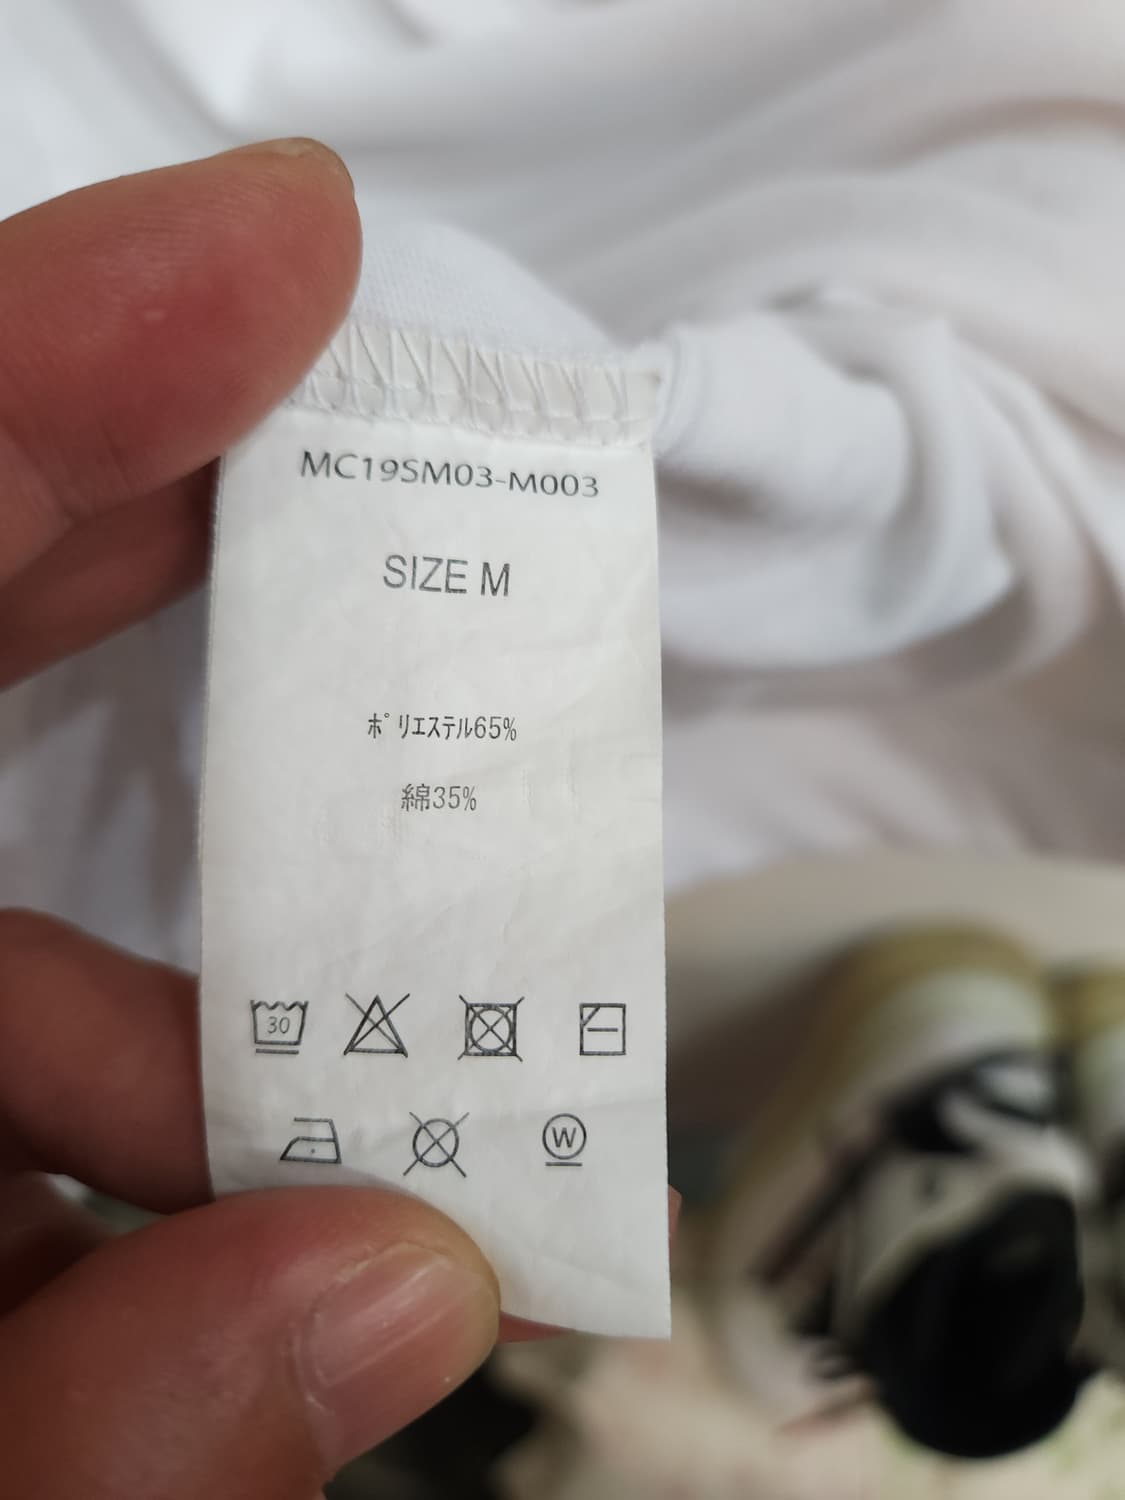 MC19SM03-M003
SIZE M
ﾎﾟﾘｴｽﾃﾙ65%
綿35%
30
W